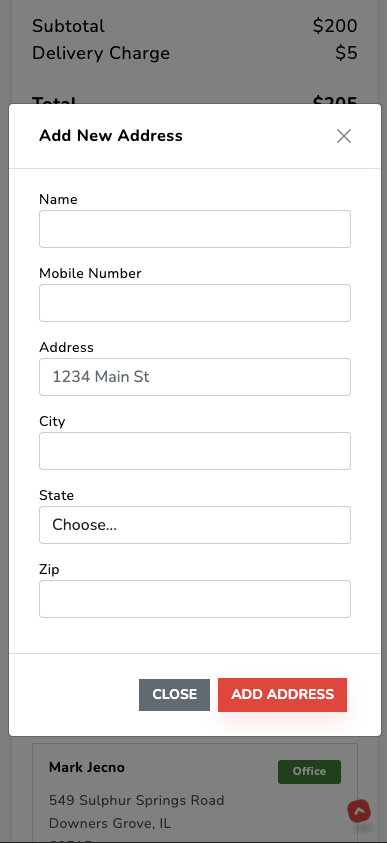 Subtotal $200
Delivery Charge $5
Total $205
Add New Address
Name
Mobile Number
Address
1234 Main St
City
State
Choose...
Zip
CLOSE ADD ADDRESS
Mark Jecno Office
549 Sulphur Springs Road
Downers Grove, IL